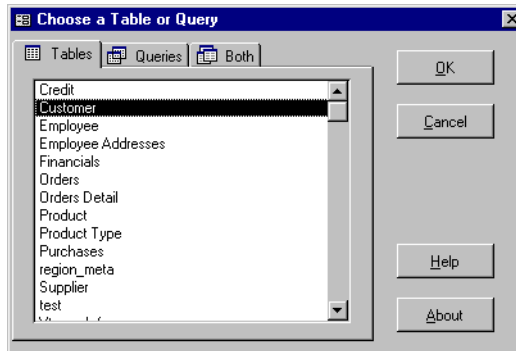 Choose a Table or Query
Tables Queries Both
OK
Cancel
Credit
Customer
Employee
Employee Addresses
Financials
Orders
Orders Detail
Product
Product Type
Purchases
region_meta
Supplier
test
Help
About